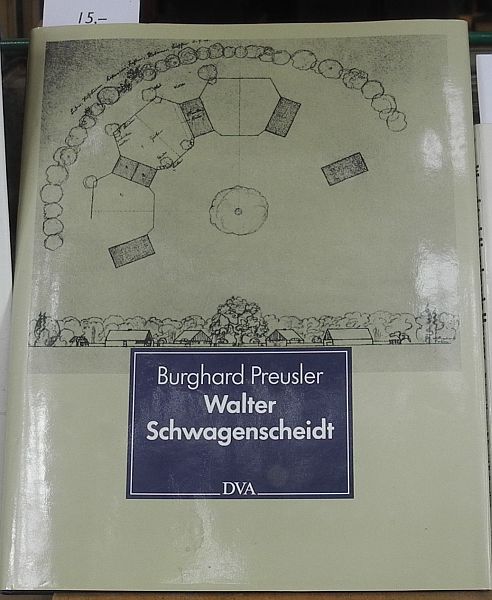 15.-
Burghard Preusler
Walter
Schwagenscheidt
DVA